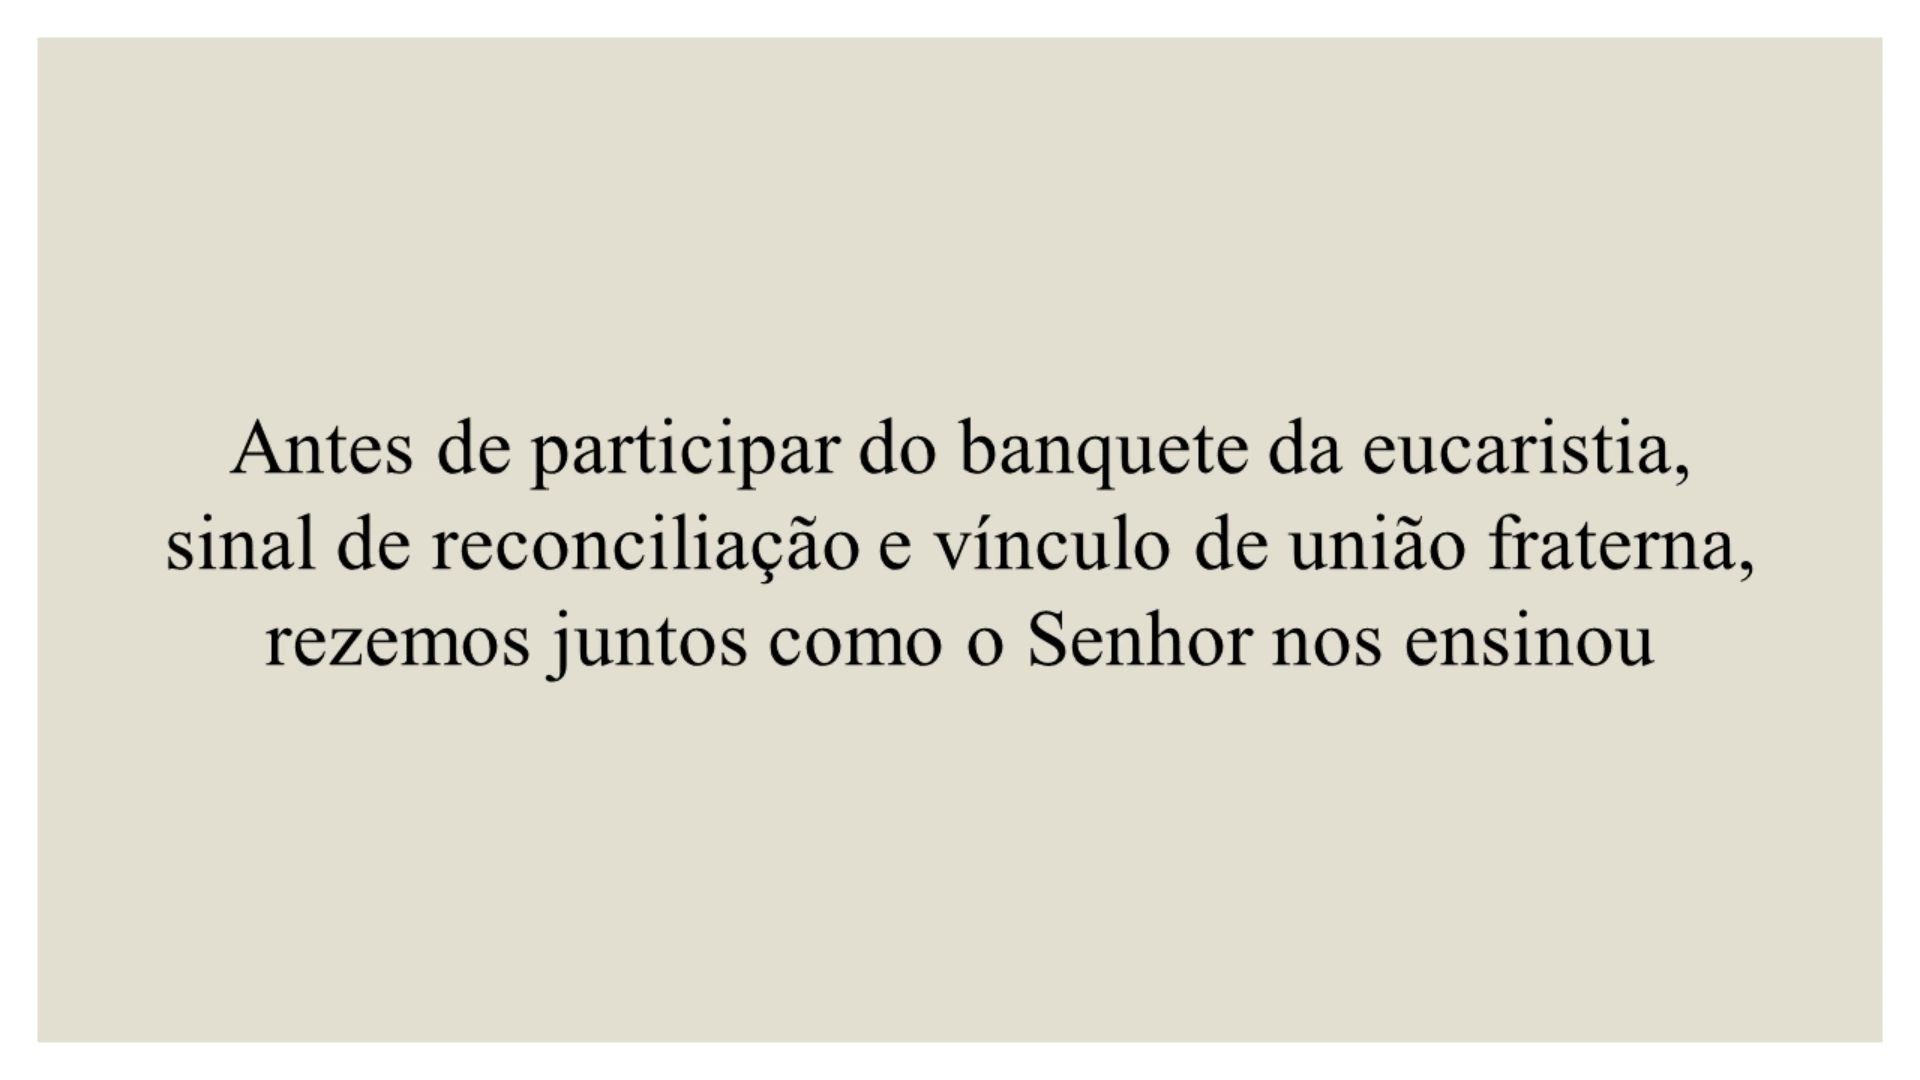 Antes de participar do banquete da eucaristia,
sinal de reconciliação e vínculo de união fraterna,
rezemos juntos como o Senhor nos ensinou